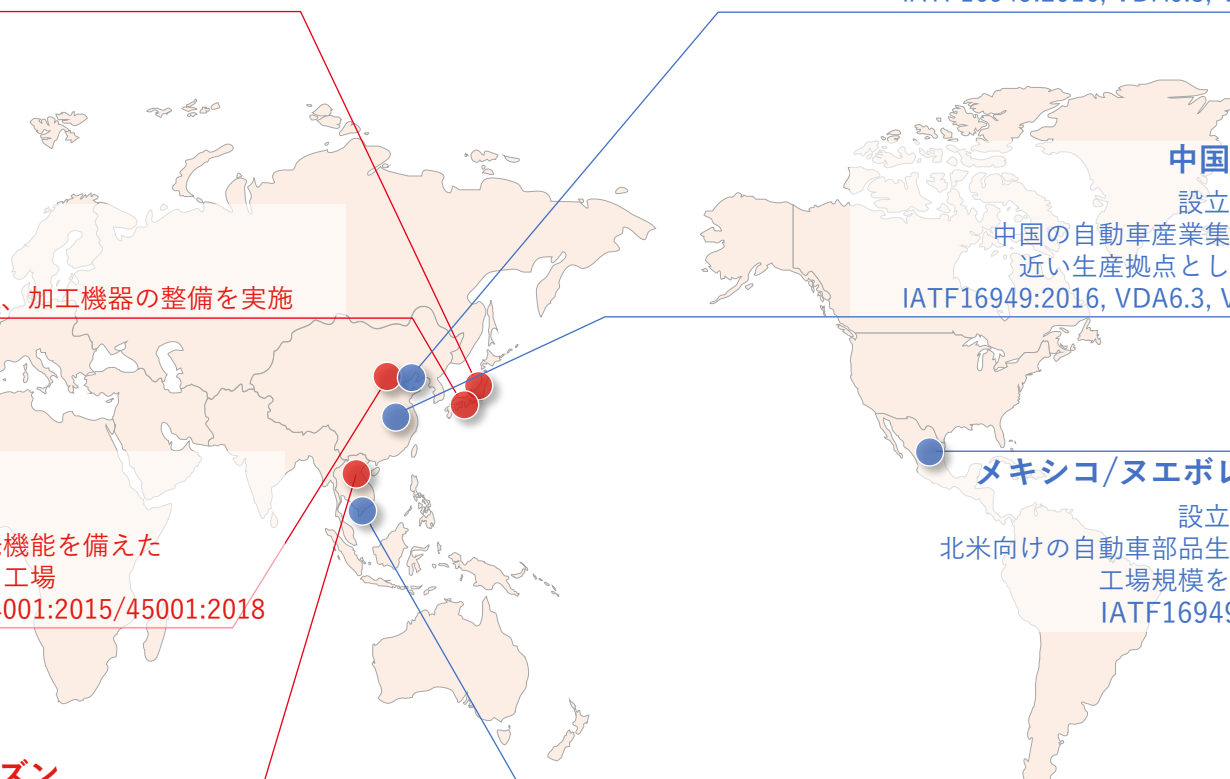 、加工機器の整備を実施
機能を備えた
工場
001:2015/45001:2018
ズン
中国
設立
中国の自動車産業集
近い生産拠点とし
IATF16949:2016, VDA6.3, V
メキシコ/ヌエボレ
設立
北米向けの自動車部品生
工場規模を
IATF16949